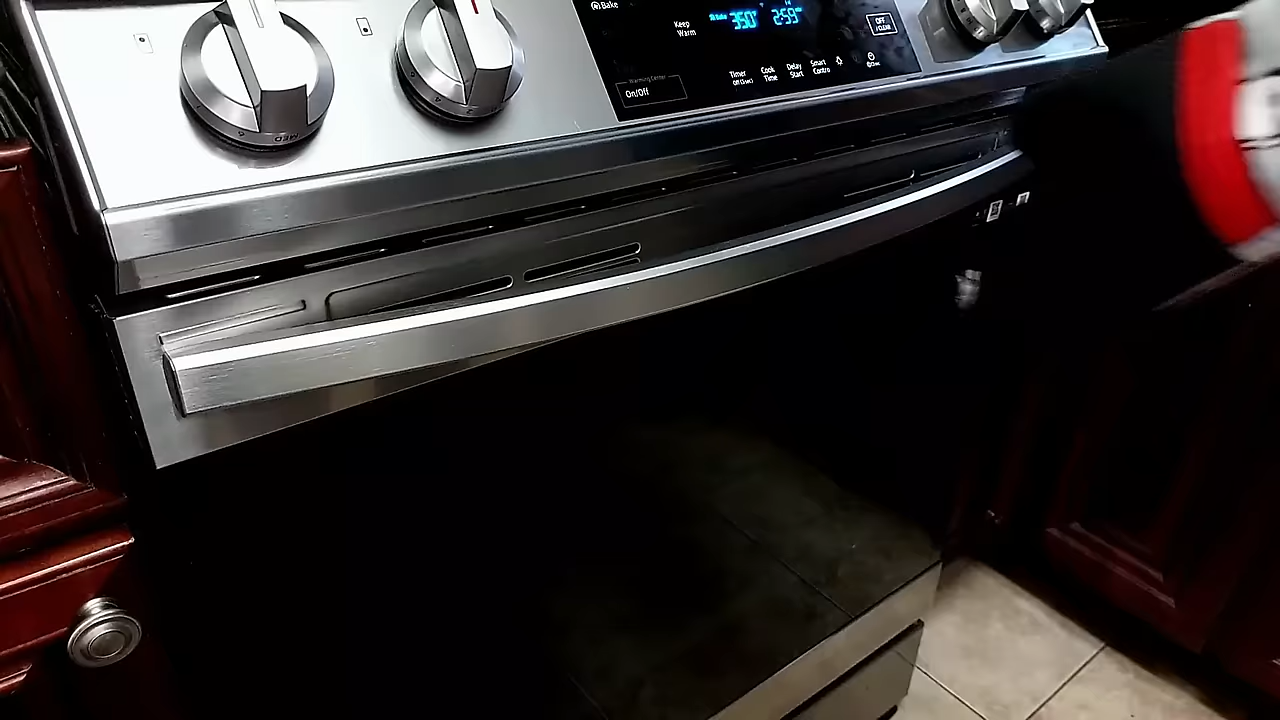 Bake
Keep
Warm
350°
2:59
OFF
/CLEAR
Warming Center
On/Off
Timer
Cook
Time
Delay
Start
Smart
Control
MED